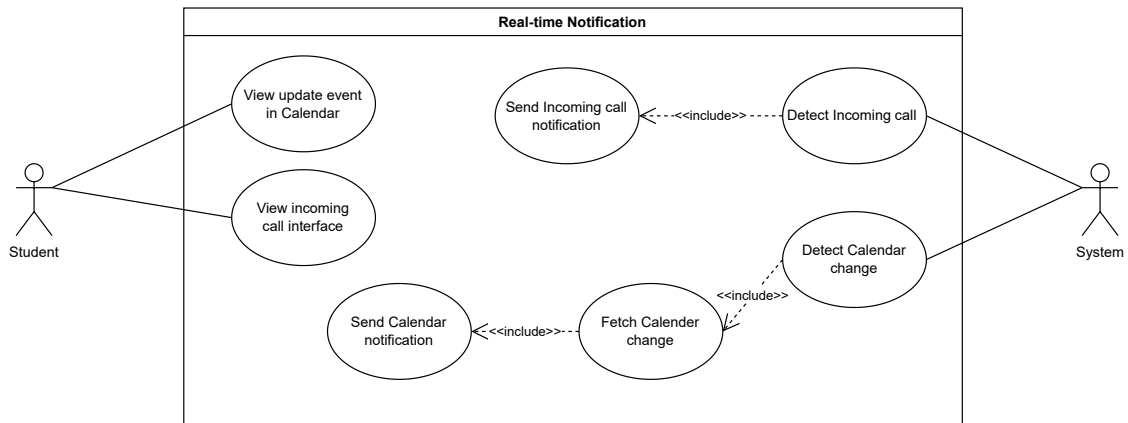 Real-time Notification
View update event
in Calendar
Send Incoming call
notification
<<include>>
Detect Incoming call
View incoming
call interface
Student
System
Detect Calendar
change
<<include>>
Send Calendar
notification
<<include>>
Fetch Calender
change